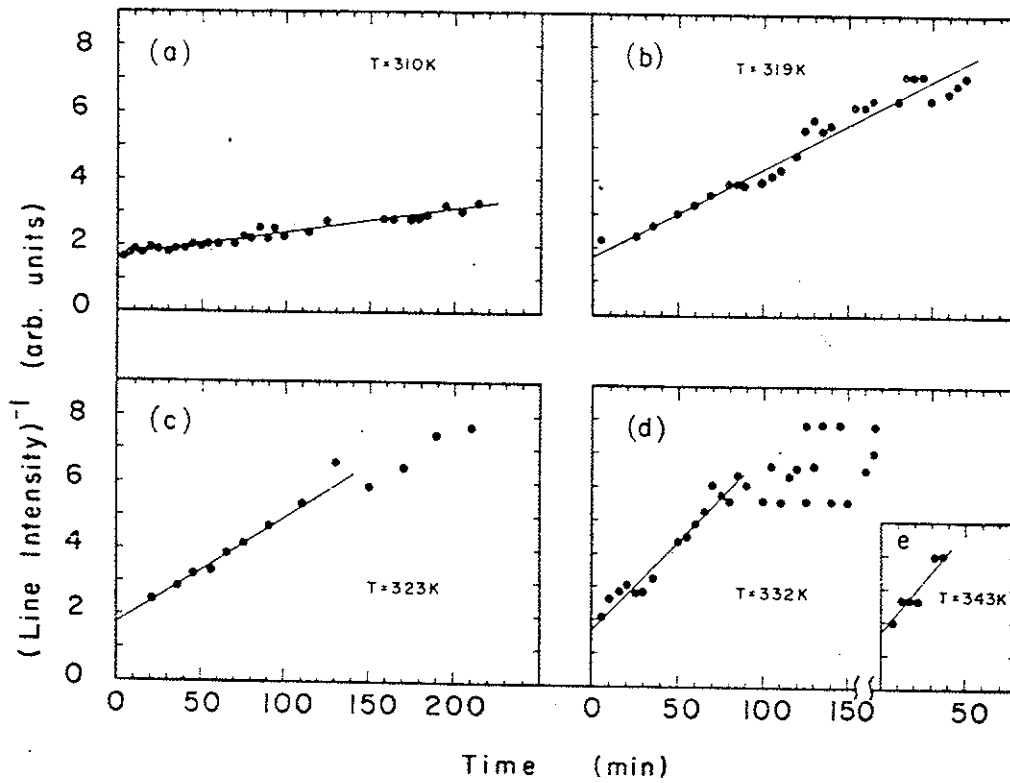 8
6
4
2
0
(a)
T=310K
(b)
T=319K
(Line Intensity)⁻¹ (arb. units)
8
6
4
2
0
(c)
T=323K
(d)
T=332K
e
T=343K
0 50 100 150 200
0 50 100 150 50
Time (min)